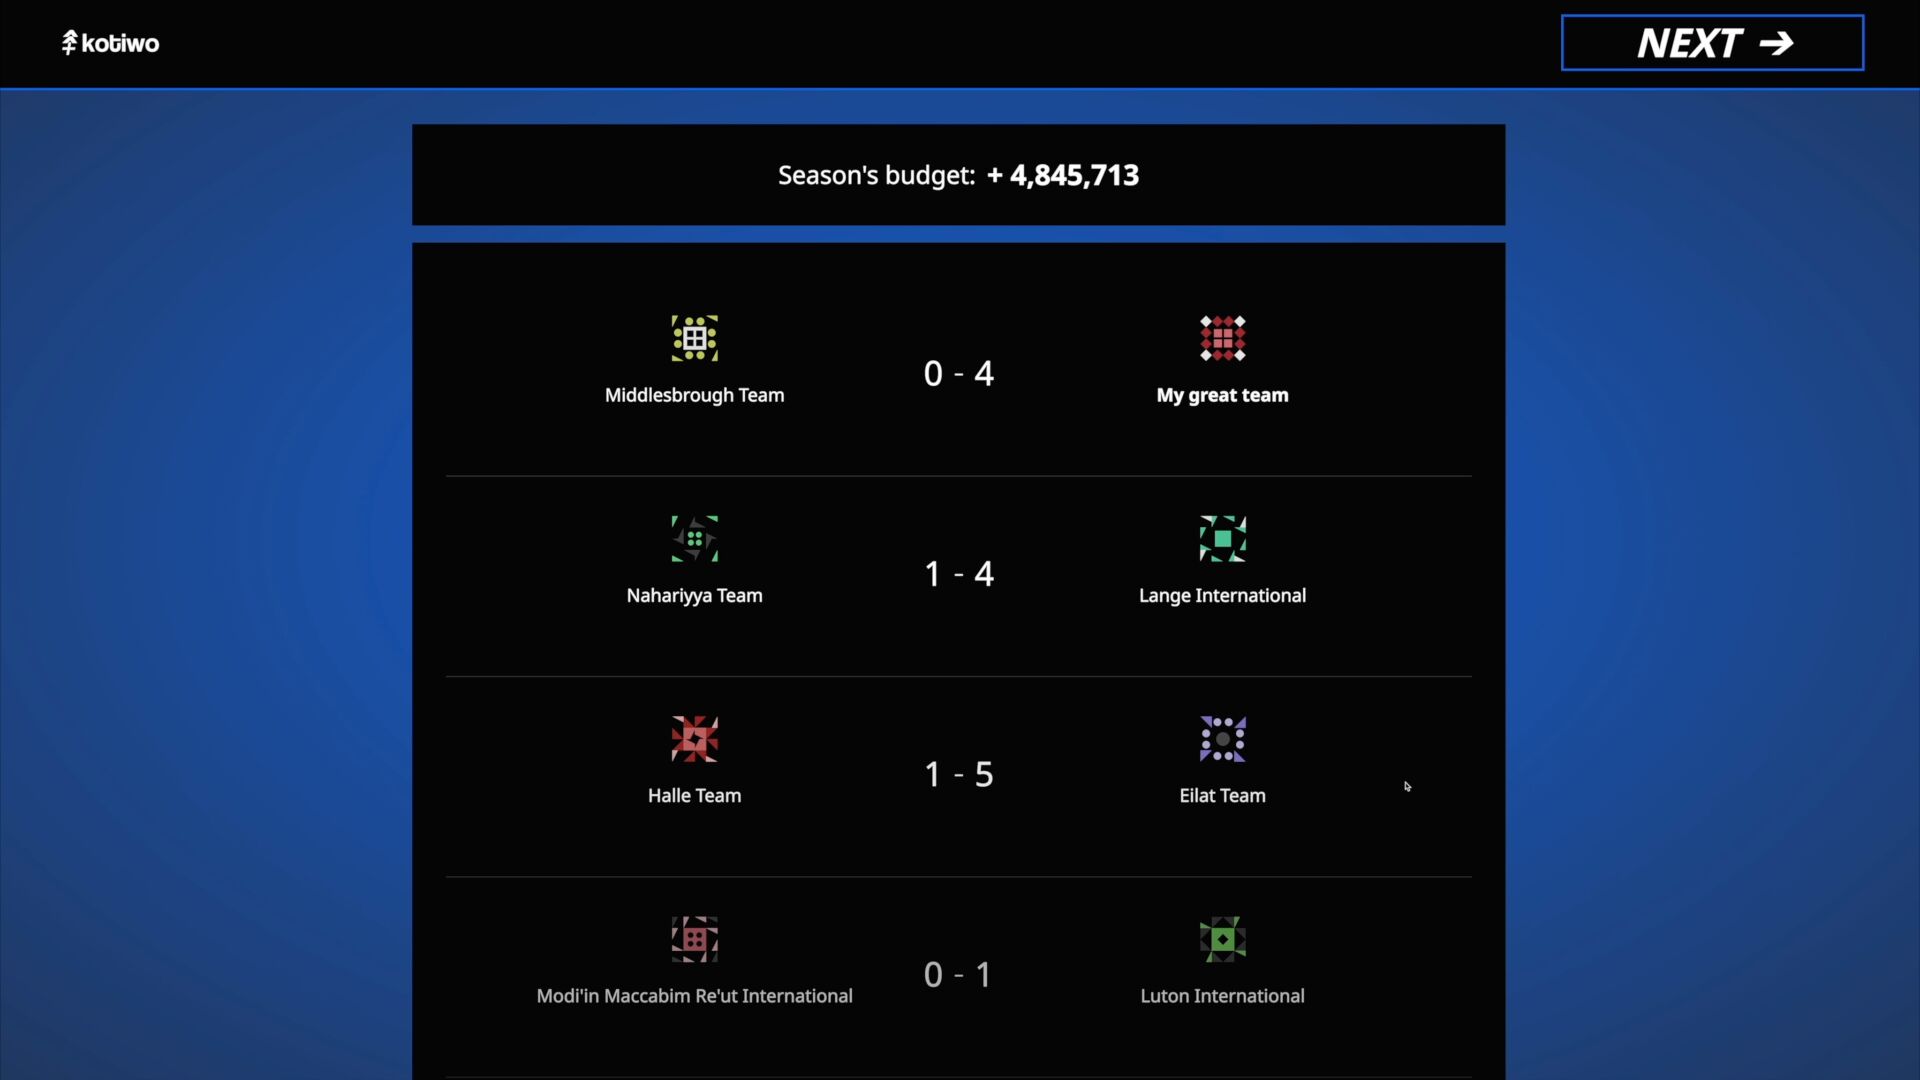 kotiwo
NEXT →
Season's budget: + 4,845,713
0 - 4
Middlesbrough Team
My great team
1 - 4
Nahariyya Team
Lange International
1 - 5
Halle Team
Eilat Team
0 - 1
Modi'in Maccabim Re'ut International
Luton International